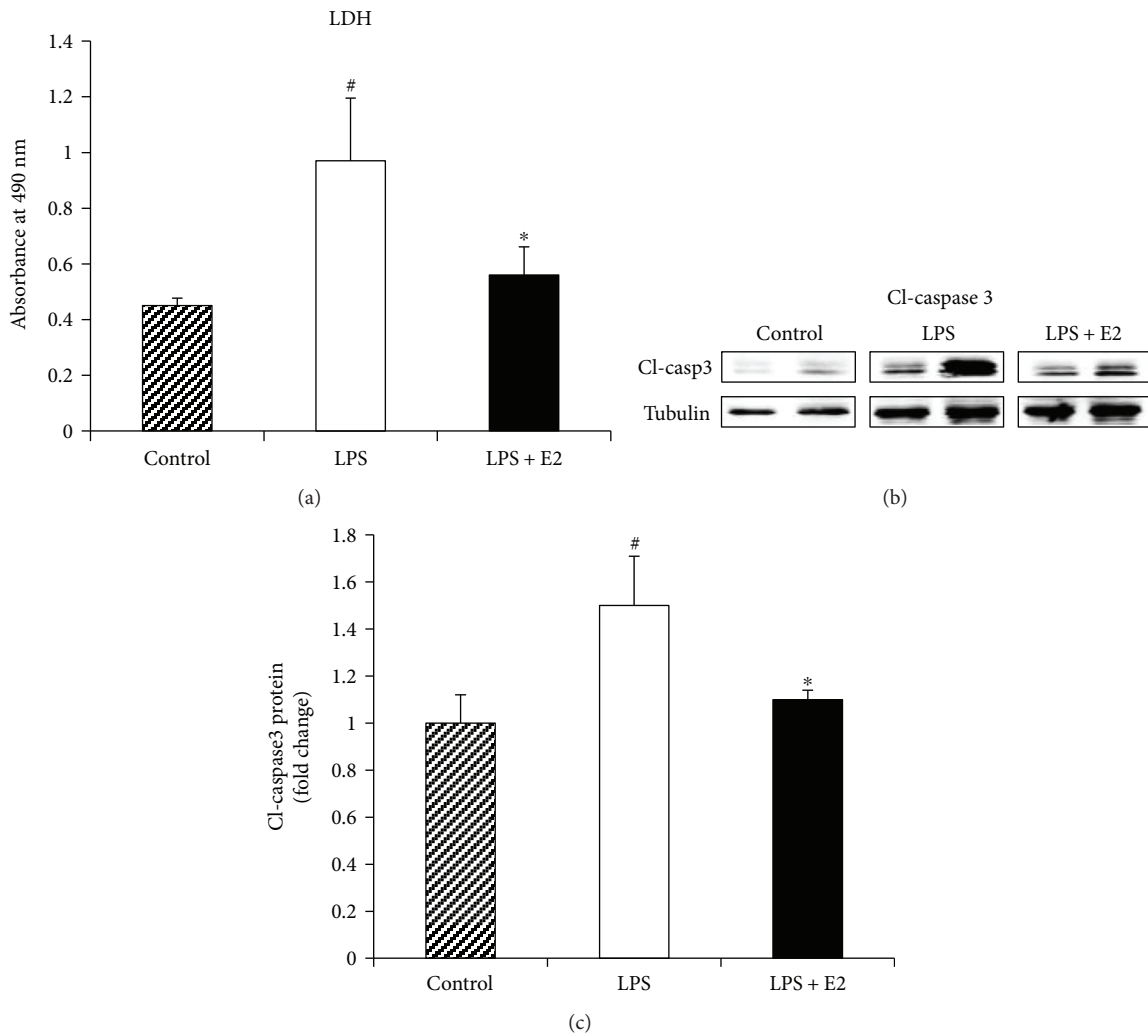 LDH
1.4
1.2
1
0.8
0.6
0.4
0.2
0
Absorbance at 490 nm
#
*
Control LPS LPS + E2
(a)
Cl-caspase 3
Control LPS LPS + E2
Cl-casp3
Tubulin
(b)
1.8
1.6
1.4
1.2
1
0.8
0.6
0.4
0.2
0
Cl-caspase3 protein
(fold change)
#
*
Control LPS LPS + E2
(c)